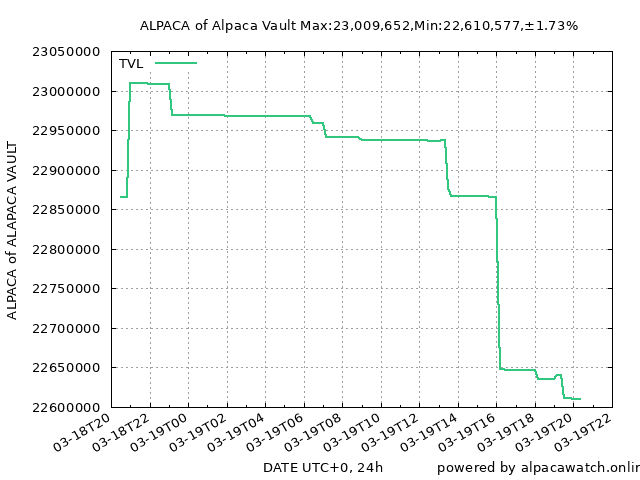 ALPACA of Alpaca Vault Max:23,009,652,Min:22,610,577,±1.73%
TVL
23050000
23000000
22950000
22900000
22850000
22800000
22750000
22700000
22650000
22600000
ALPACA of ALAPACA VAULT
03-18T20
03-18T22
03-19T00
03-19T02
03-19T04
03-19T06
03-19T08
03-19T10
03-19T12
03-19T14
03-19T16
03-19T18
03-19T20
03-19T22
DATE UTC+0, 24h
powered by alpacawatch.onlin